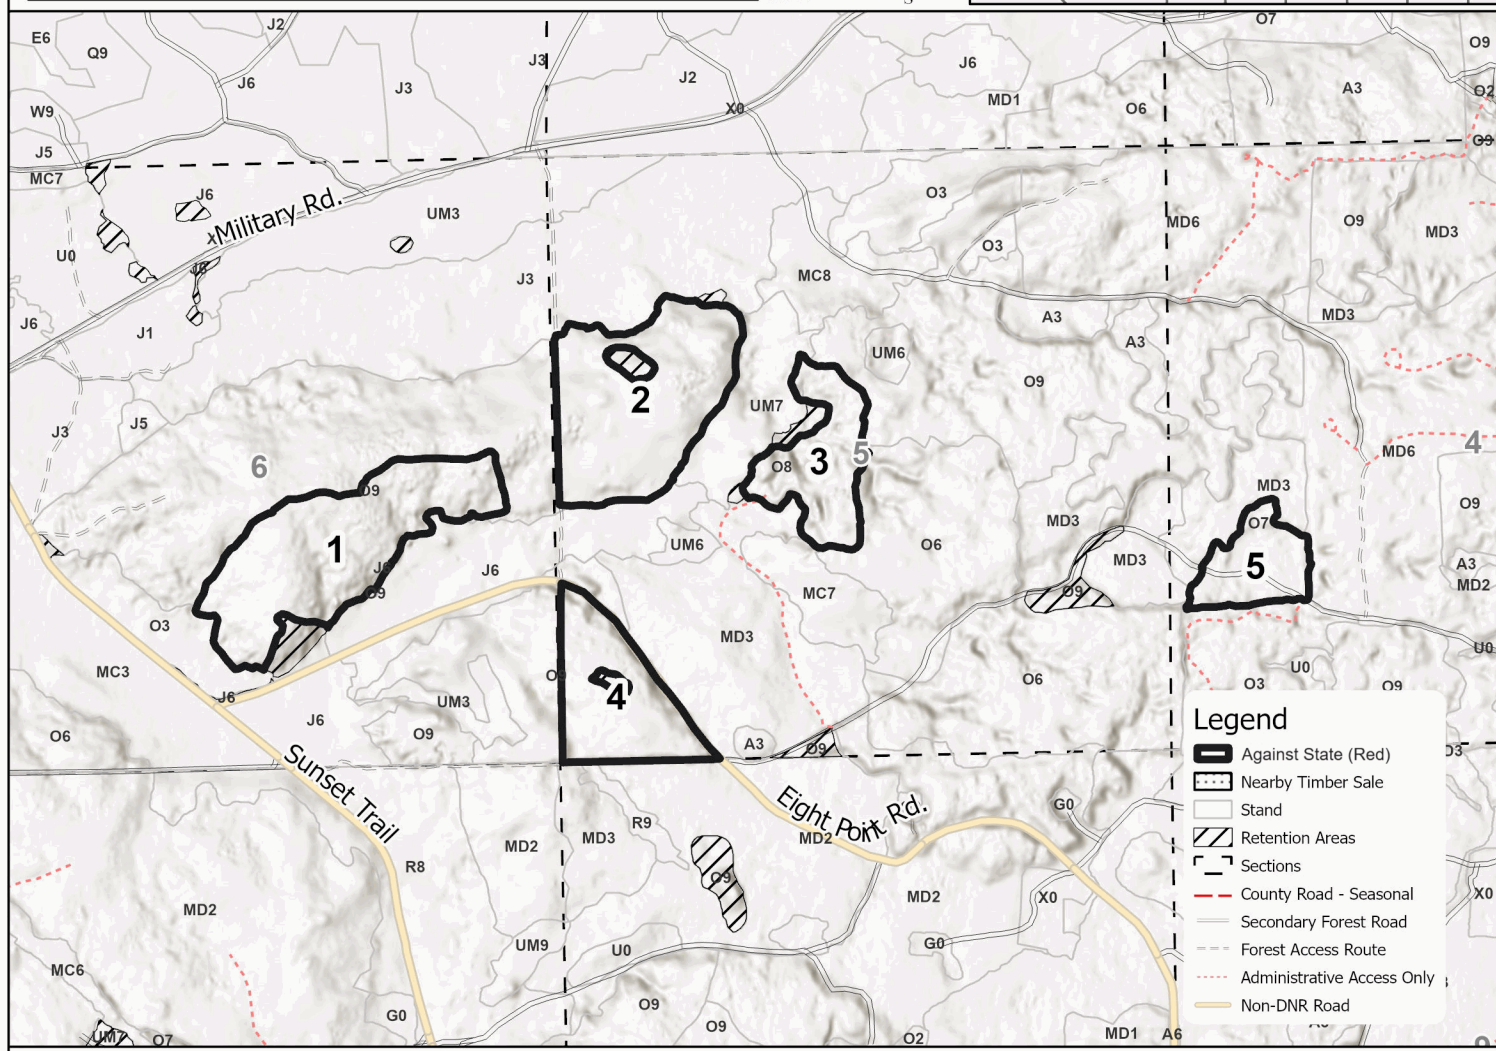 J2
O7
E6
Q9
J3
J6
O9
J6
J3
J2
MD1
O6
A3
O2
W9
X0
J5
O9
MC7
J6
O3
Military Rd.
UM3
MD6
O9
MD3
U0
O3
J6
J3
MC8
J6
J1
A3
MD3
A3
UM6
O9
2
UM7
J3
J5
MD6
4
6
O8
3
5
O9
MD3
O9
O7
MD3
1
UM6
O6
MD3
5
A3
J6
J6
MD2
O9
MC7
O9
O3
MD3
U0
MC3
O6
U0
O3
O9
4
J6
UM3
J6
O9
O6
A3
O9
O3
Sunset Trail
Eight Point Rd.
G0
R9
MD3
MD2
MD2
R8
O9
MD2
X0
X0
MD2
UM9
U0
G0
MC6
O9
G0
O9
UM7
O7
O2
MD1
A6
Legend
Against State (Red)
Nearby Timber Sale
Stand
Retention Areas
Sections
County Road - Seasonal
Secondary Forest Road
Forest Access Route
Administrative Access Only
Non-DNR Road